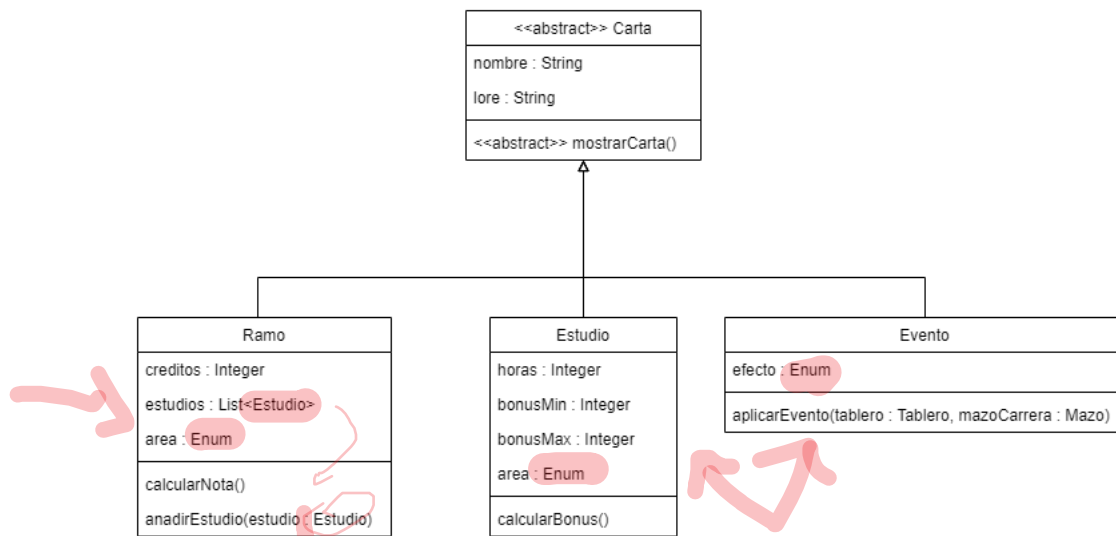 <<abstract>> Carta
nombre : String
lore : String
<<abstract>> mostrarCarta()
Ramo
creditos : Integer
estudios : List<Estudio>
area : Enum
calcularNota()
anadirEstudio(estudio : Estudio)
Estudio
horas : Integer
bonusMin : Integer
bonusMax : Integer
area : Enum
calcularBonus()
Evento
efecto : Enum
aplicarEvento(tablero : Tablero, mazoCarrera : Mazo)